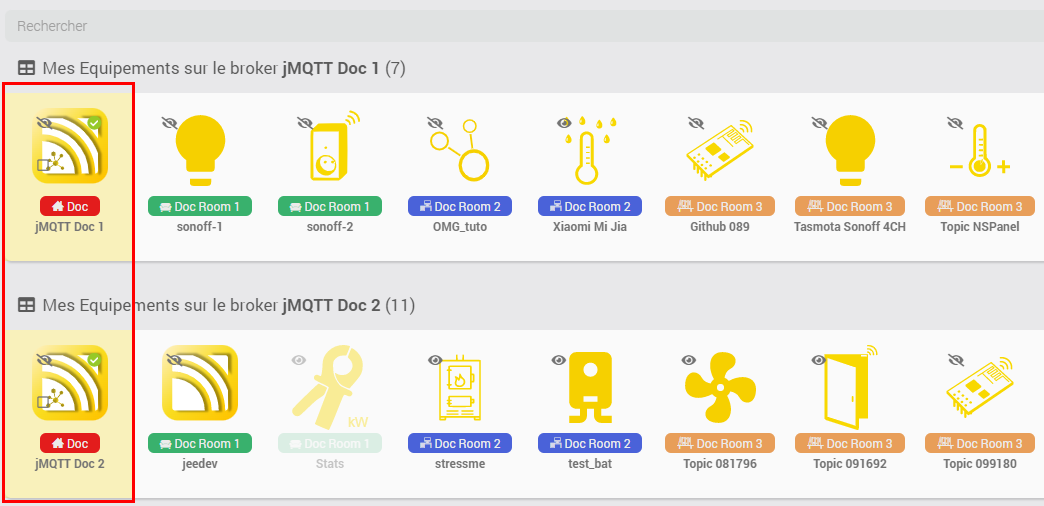 Rechercher
Mes Equipements sur le broker jMQTT Doc 1 (7)
Doc Doc Room 1 Doc Room 1 Doc Room 2 Doc Room 2 Doc Room 3 Doc Room 3 Doc Room 3
jMQTT Doc 1 sonoff-1 sonoff-2 OMG_tuto Xiaomi Mi Jia Github 089 Tasmota Sonoff 4CH Topic NSPanel
Mes Equipements sur le broker jMQTT Doc 2 (11)
kW
Doc Doc Room 1 Doc Room 1 Doc Room 2 Doc Room 2 Doc Room 3 Doc Room 3 Doc Room 3
jMQTT Doc 2 jeedev Stats stressme test_bat Topic 081796 Topic 091692 Topic 099180